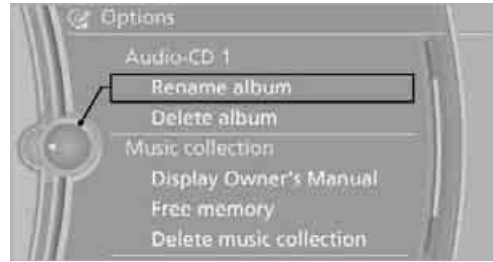 Options
Audio-CD 1
Rename album
Delete album
Music collection
Display Owner's Manual
Free memory
Delete music collection